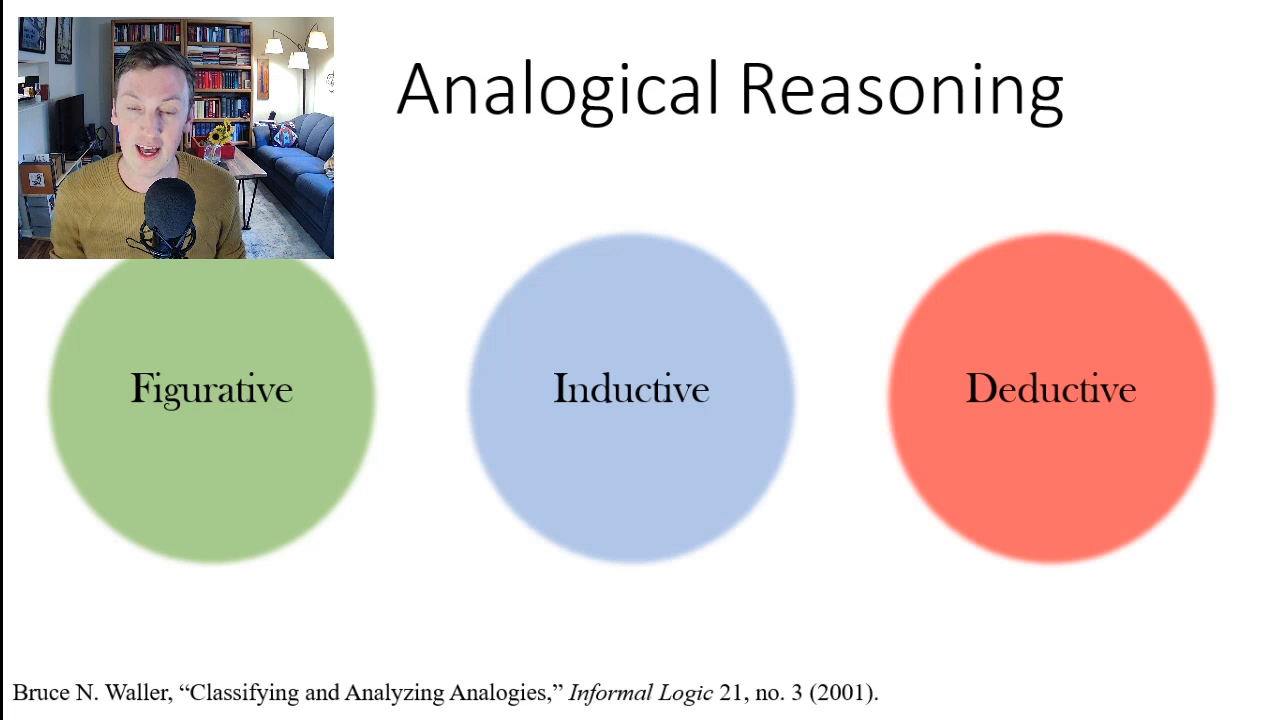 Analogical Reasoning
Figurative
Inductive
Deductive
Bruce N. Waller, “Classifying and Analyzing Analogies,” Informal Logic 21, no. 3 (2001).